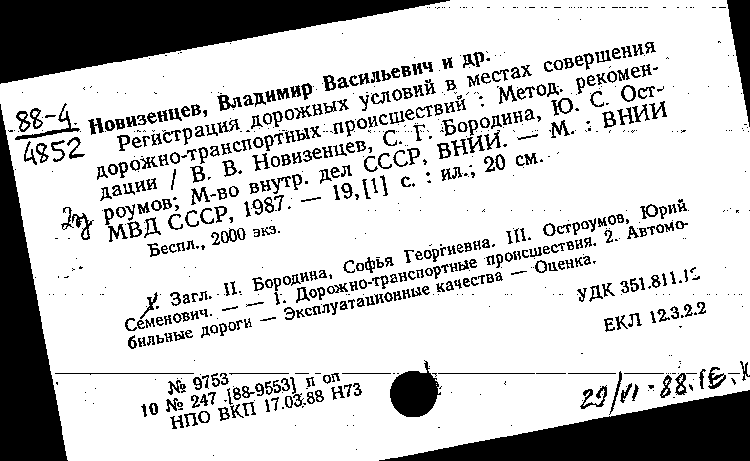 88-4
4852
2эк
Новизенцев, Владимир Васильевич и др.
Регистрация дорожных условий в местах совершения
дорожно-транспортных происшествий : Метод. рекомен-
дации / В. В. Новизенцев, С. Г. Бородина, Ю. С. Ост-
роумов; М-во внутр. дел СССР, ВНИИ. — М. : ВНИИ
МВД СССР, 1987. — 19,[1] с. : ил.; 20 см.
Беспл., 2000 экз.
I. Загл. II. Бородина, Софья Георгиевна. III. Остроумов, Юрий
Семенович. — — 1. Дорожно-транспортные происшествия. 2. Автомо-
бильные дороги — Эксплуатационные качества — Оценка.
УДК 351.811.12
ЕКЛ 12.3.2.2
№ 9753
10 № 247 [88-9553] п оп
НПО ВКП 17.03.88 Н73
29/VI-88.